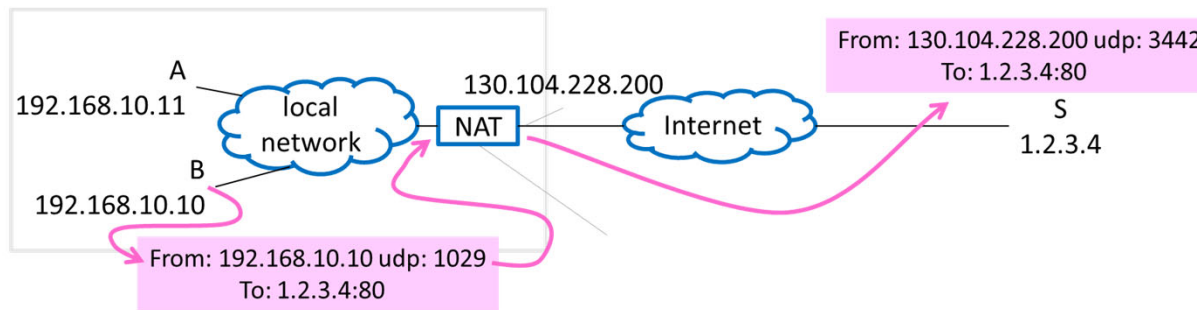 From: 130.104.228.200 udp: 3442
To: 1.2.3.4:80
A
192.168.10.11
local
network
130.104.228.200
NAT
Internet
S
1.2.3.4
B
192.168.10.10
From: 192.168.10.10 udp: 1029
To: 1.2.3.4:80